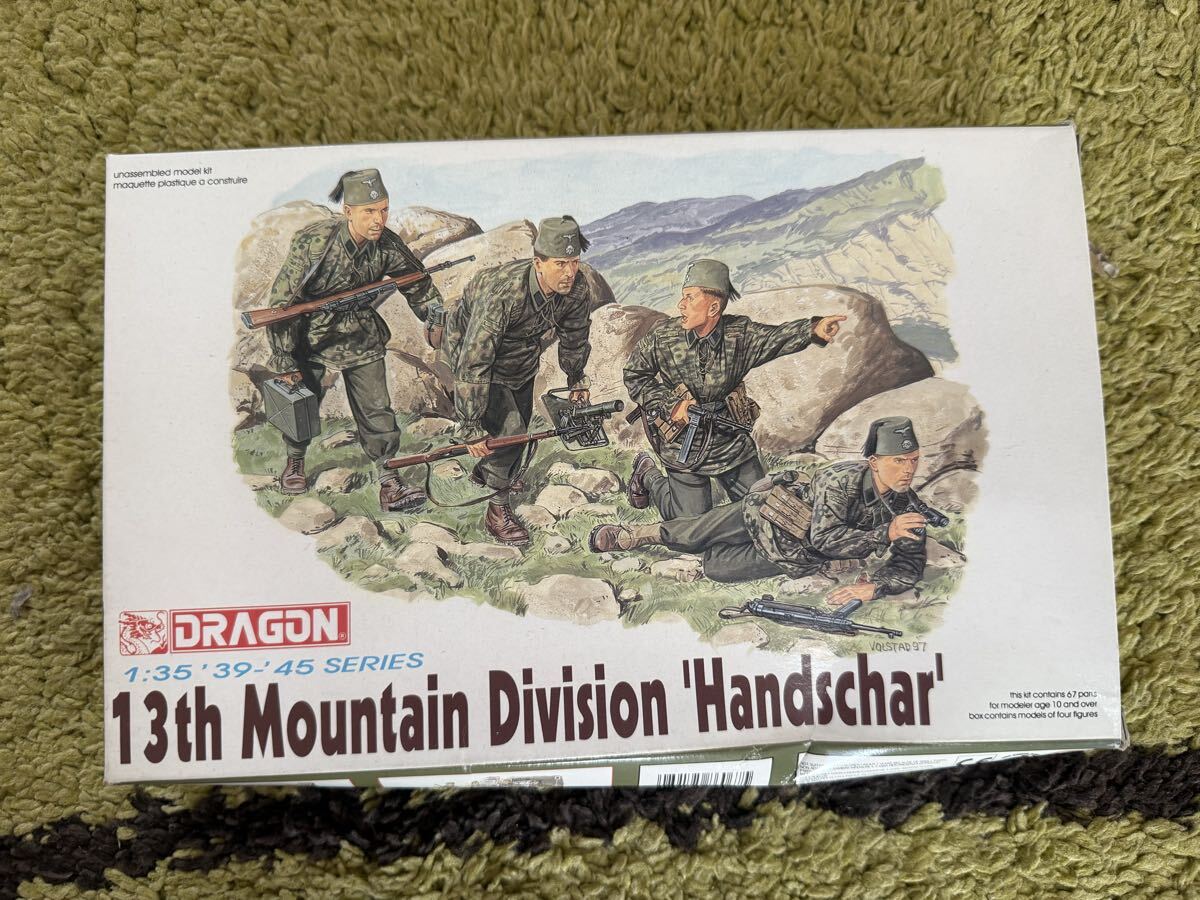 unassembled model kit
maquette plastique a construire
VOLSTAD 97
DRAGON
1:35 '39-'45 SERIES
13th Mountain Division 'Handschar'
this kit contains 67 parts
for modeler age 10 and over
box contains models of four figures